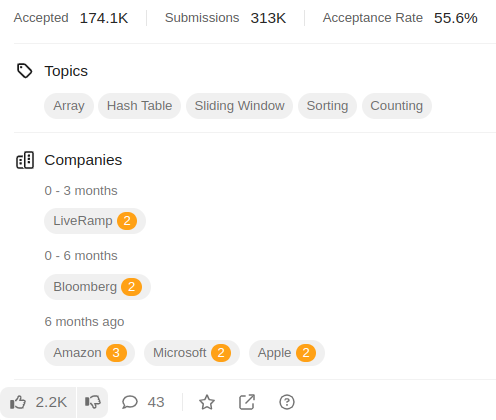 Accepted 174.1K Submissions 313K Acceptance Rate 55.6%
Topics
Array Hash Table Sliding Window Sorting Counting
Companies
0 - 3 months
LiveRamp 2
0 - 6 months
Bloomberg 2
6 months ago
Amazon 3 Microsoft 2 Apple 2
2.2K 43